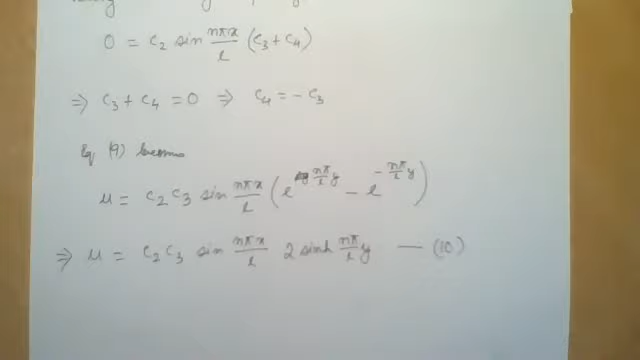 0 = c₂ sin nπx/l (c₃ + c₄)
⇒ c₃ + c₄ = 0 ⇒ c₄ = - c₃
Eq (9) becomes
u = c₂ c₃ sin nπx/l (e^{nπ/l y} - e^{-nπ/l y})
⇒ u = c₂ c₃ sin nπx/l 2 sinh nπ/l y — (10)